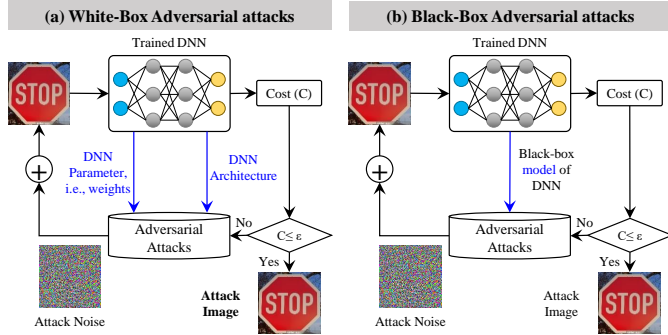 (a) White-Box Adversarial attacks
Trained DNN
STOP
Cost (C)
DNN
Parameter,
i.e., weights
DNN
Architecture
+
Adversarial
Attacks
No
C≤ ε
Yes
Attack Noise
Attack
Image
STOP
(b) Black-Box Adversarial attacks
Trained DNN
STOP
Cost (C)
Black-box
model of
DNN
+
Adversarial
Attacks
No
C≤ ε
Yes
Attack Noise
Attack
Image
STOP